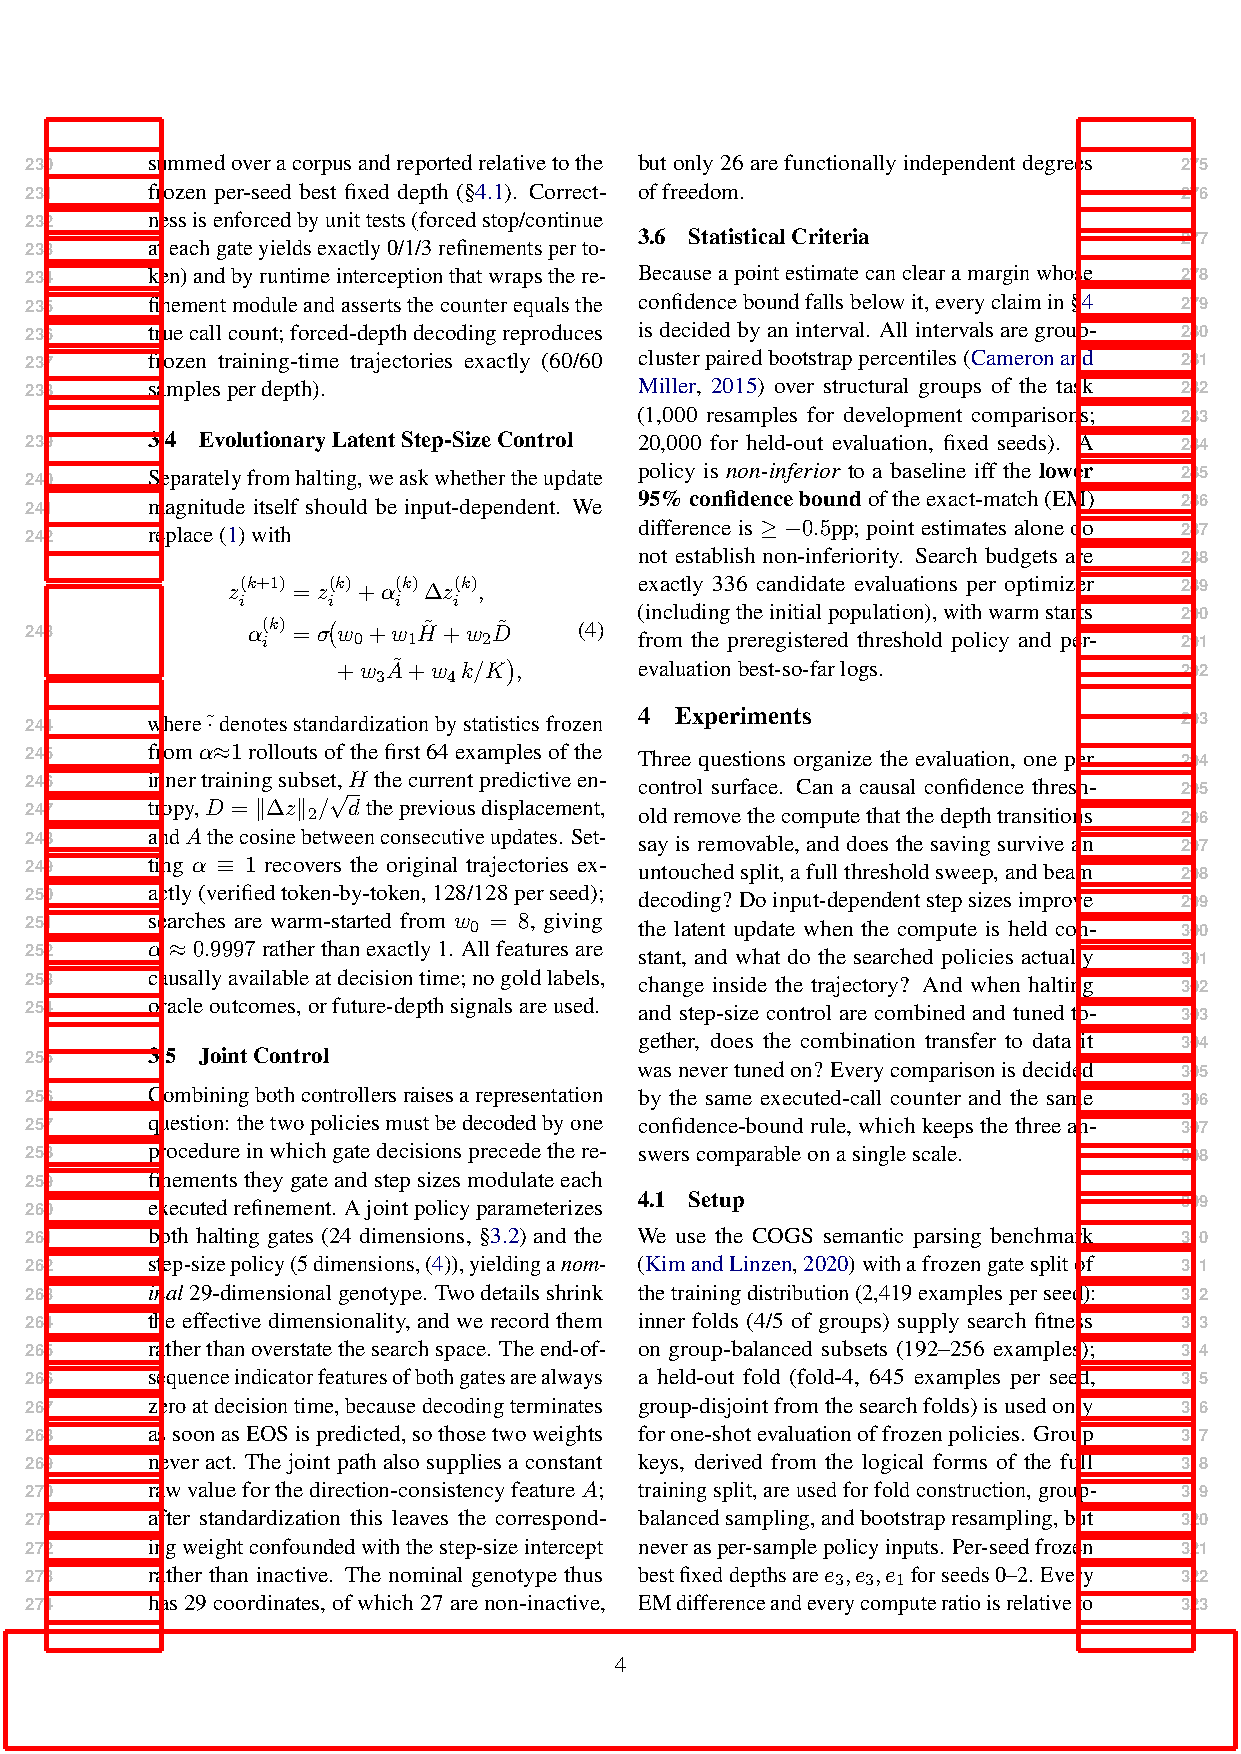 summed over a corpus and reported relative to the
frozen per-seed best fixed depth (§4.1). Correct-
ness is enforced by unit tests (forced stop/continue
at each gate yields exactly 0/1/3 refinements per to-
ken) and by runtime interception that wraps the re-
finement module and asserts the counter equals the
true call count; forced-depth decoding reproduces
frozen training-time trajectories exactly (60/60
samples per depth).
3.4 Evolutionary Latent Step-Size Control
Separately from halting, we ask whether the update
magnitude itself should be input-dependent. We
replace (1) with
z_i^{(k+1)} = z_i^{(k)} + α_i^{(k)} Δz_i^{(k)},
α_i^{(k)} = σ(w_0 + w_1 H̃ + w_2 D̃ (4)
+ w_3 Ã + w_4 k/K),
where ˜· denotes standardization by statistics frozen
from α≈1 rollouts of the first 64 examples of the
inner training subset, H the current predictive en-
tropy, D = ‖Δz‖_2/√d the previous displacement,
and A the cosine between consecutive updates. Set-
ting α ≡ 1 recovers the original trajectories ex-
actly (verified token-by-token, 128/128 per seed);
searches are warm-started from w_0 = 8, giving
α ≈ 0.9997 rather than exactly 1. All features are
causally available at decision time; no gold labels,
oracle outcomes, or future-depth signals are used.
3.5 Joint Control
Combining both controllers raises a representation
question: the two policies must be decoded by one
procedure in which gate decisions precede the re-
finements they gate and step sizes modulate each
executed refinement. A joint policy parameterizes
both halting gates (24 dimensions, §3.2) and the
step-size policy (5 dimensions, (4)), yielding a nom-
inal 29-dimensional genotype. Two details shrink
the effective dimensionality, and we record them
rather than overstate the search space. The end-of-
sequence indicator features of both gates are always
zero at decision time, because decoding terminates
as soon as EOS is predicted, so those two weights
never act. The joint path also supplies a constant
raw value for the direction-consistency feature A;
after standardization this leaves the correspond-
ing weight confounded with the step-size intercept
rather than inactive. The nominal genotype thus
has 29 coordinates, of which 27 are non-inactive,
but only 26 are functionally independent degrees
of freedom.
3.6 Statistical Criteria
Because a point estimate can clear a margin whose
confidence bound falls below it, every claim in §4
is decided by an interval. All intervals are group-
cluster paired bootstrap percentiles (Cameron and
Miller, 2015) over structural groups of the task
(1,000 resamples for development comparisons;
20,000 for held-out evaluation, fixed seeds). A
policy is non-inferior to a baseline iff the lower
95% confidence bound of the exact-match (EM)
difference is ≥ −0.5pp; point estimates alone do
not establish non-inferiority. Search budgets are
exactly 336 candidate evaluations per optimizer
(including the initial population), with warm starts
from the preregistered threshold policy and per-
evaluation best-so-far logs.
4 Experiments
Three questions organize the evaluation, one per
control surface. Can a causal confidence thresh-
old remove the compute that the depth transitions
say is removable, and does the saving survive an
untouched split, a full threshold sweep, and beam
decoding? Do input-dependent step sizes improve
the latent update when the compute is held con-
stant, and what do the searched policies actually
change inside the trajectory? And when halting
and step-size control are combined and tuned to-
gether, does the combination transfer to data it
was never tuned on? Every comparison is decided
by the same executed-call counter and the same
confidence-bound rule, which keeps the three an-
swers comparable on a single scale.
4.1 Setup
We use the COGS semantic parsing benchmark
(Kim and Linzen, 2020) with a frozen gate split of
the training distribution (2,419 examples per seed):
inner folds (4/5 of groups) supply search fitness
on group-balanced subsets (192–256 examples);
a held-out fold (fold-4, 645 examples per seed,
group-disjoint from the search folds) is used only
for one-shot evaluation of frozen policies. Group
keys, derived from the logical forms of the full
training split, are used for fold construction, group-
balanced sampling, and bootstrap resampling, but
never as per-sample policy inputs. Per-seed frozen
best fixed depths are e_3, e_3, e_1 for seeds 0–2. Every
EM difference and every compute ratio is relative to
4